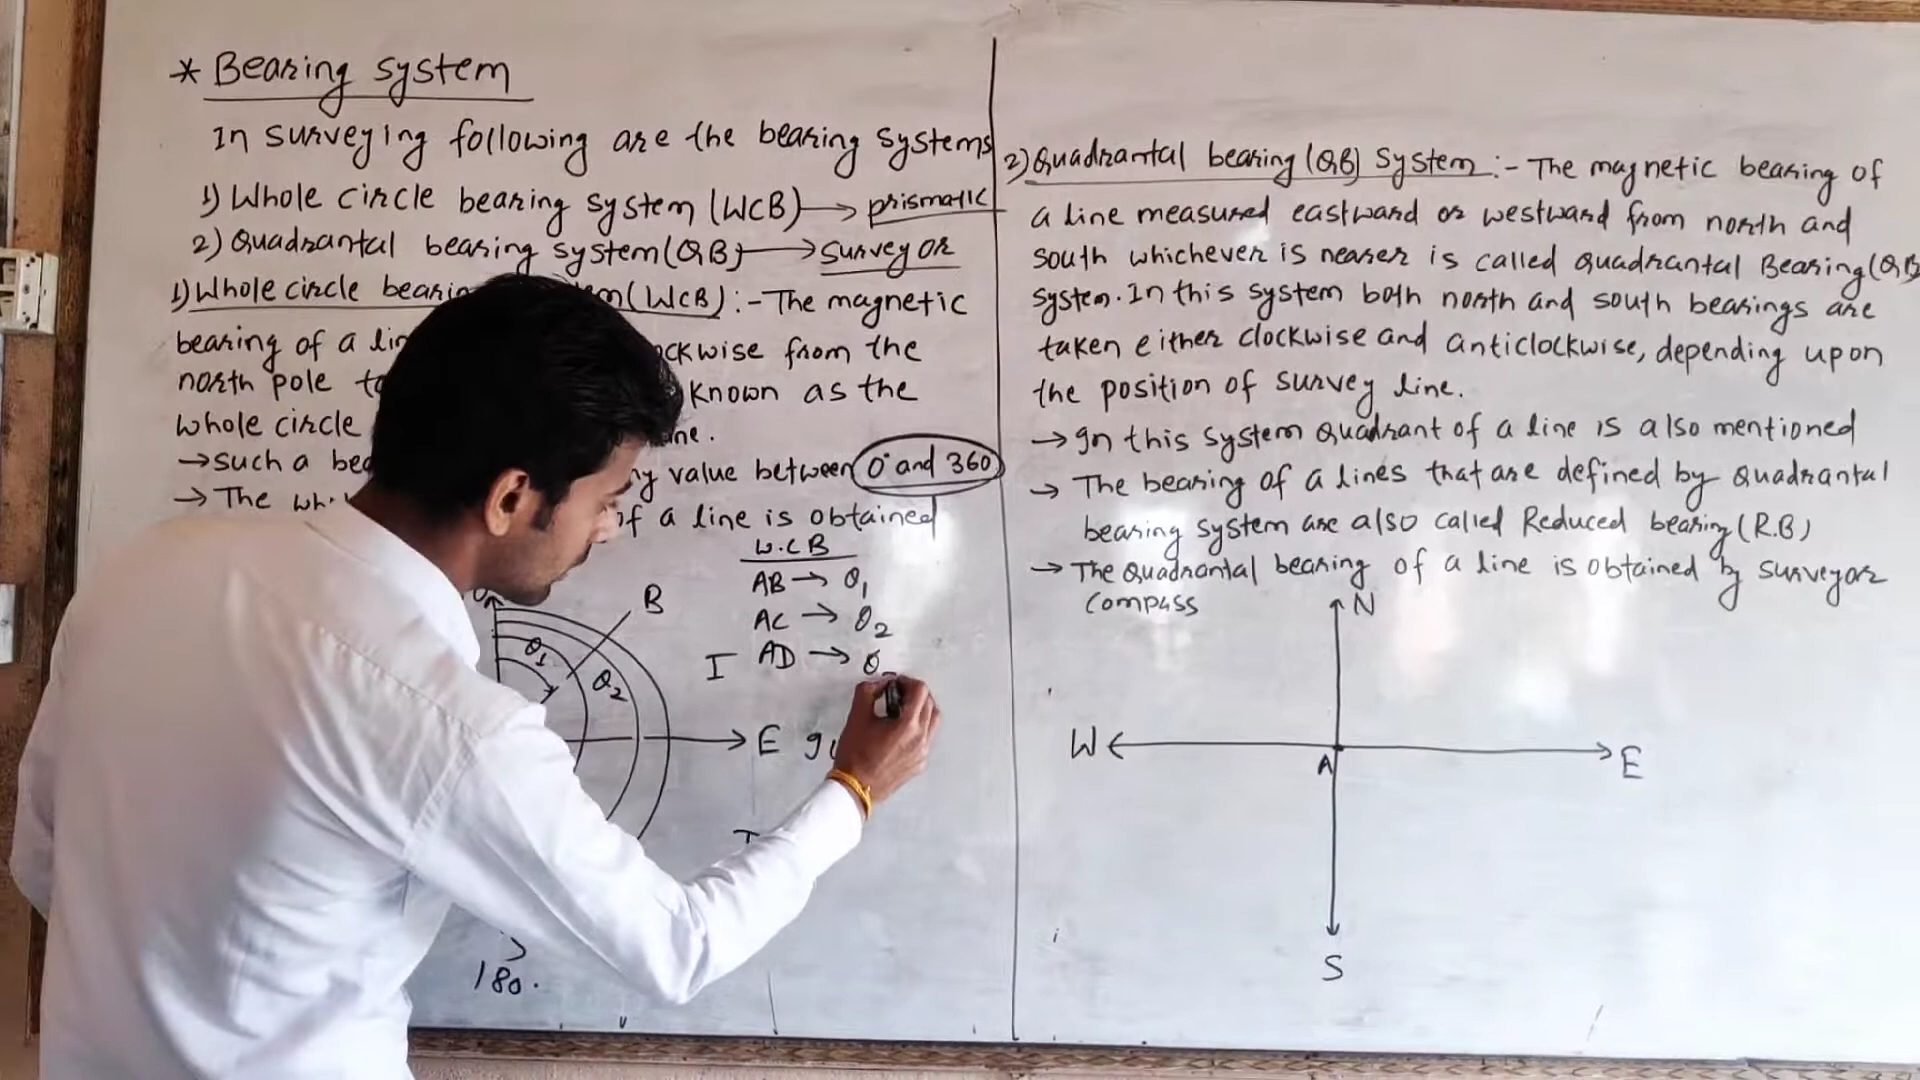 * Bearing system
In surveying following are the bearing systems
1) Whole circle bearing system (WCB) → prismatic
2) Quadrantal bearing system (QB) → surveyor
1) Whole circle (WCB) :- The magnetic
bearing of a ckwise from the
north pole known as the
whole circle
→ such a value between 0° and 360
→ The of a line is obtained
W.C.B
AB → θ1
AC → θ2
AD → θ
B
θ1
θ2
I
E
180.
2) Quadrantal bearing (QB) system :- The magnetic bearing of
a line measured eastward or westward from north and
south whichever is nearer is called Quadrantal Bearing (QB)
system. In this system both north and south bearings are
taken either clockwise and anticlockwise, depending upon
the position of survey line.
→ In this system Quadrant of a line is also mentioned
→ The bearing of a lines that are defined by Quadrantal
bearing system are also called Reduced bearing (R.B)
→ The Quadrantal bearing of a line is obtained by surveyor
compass
N
W
A
E
S